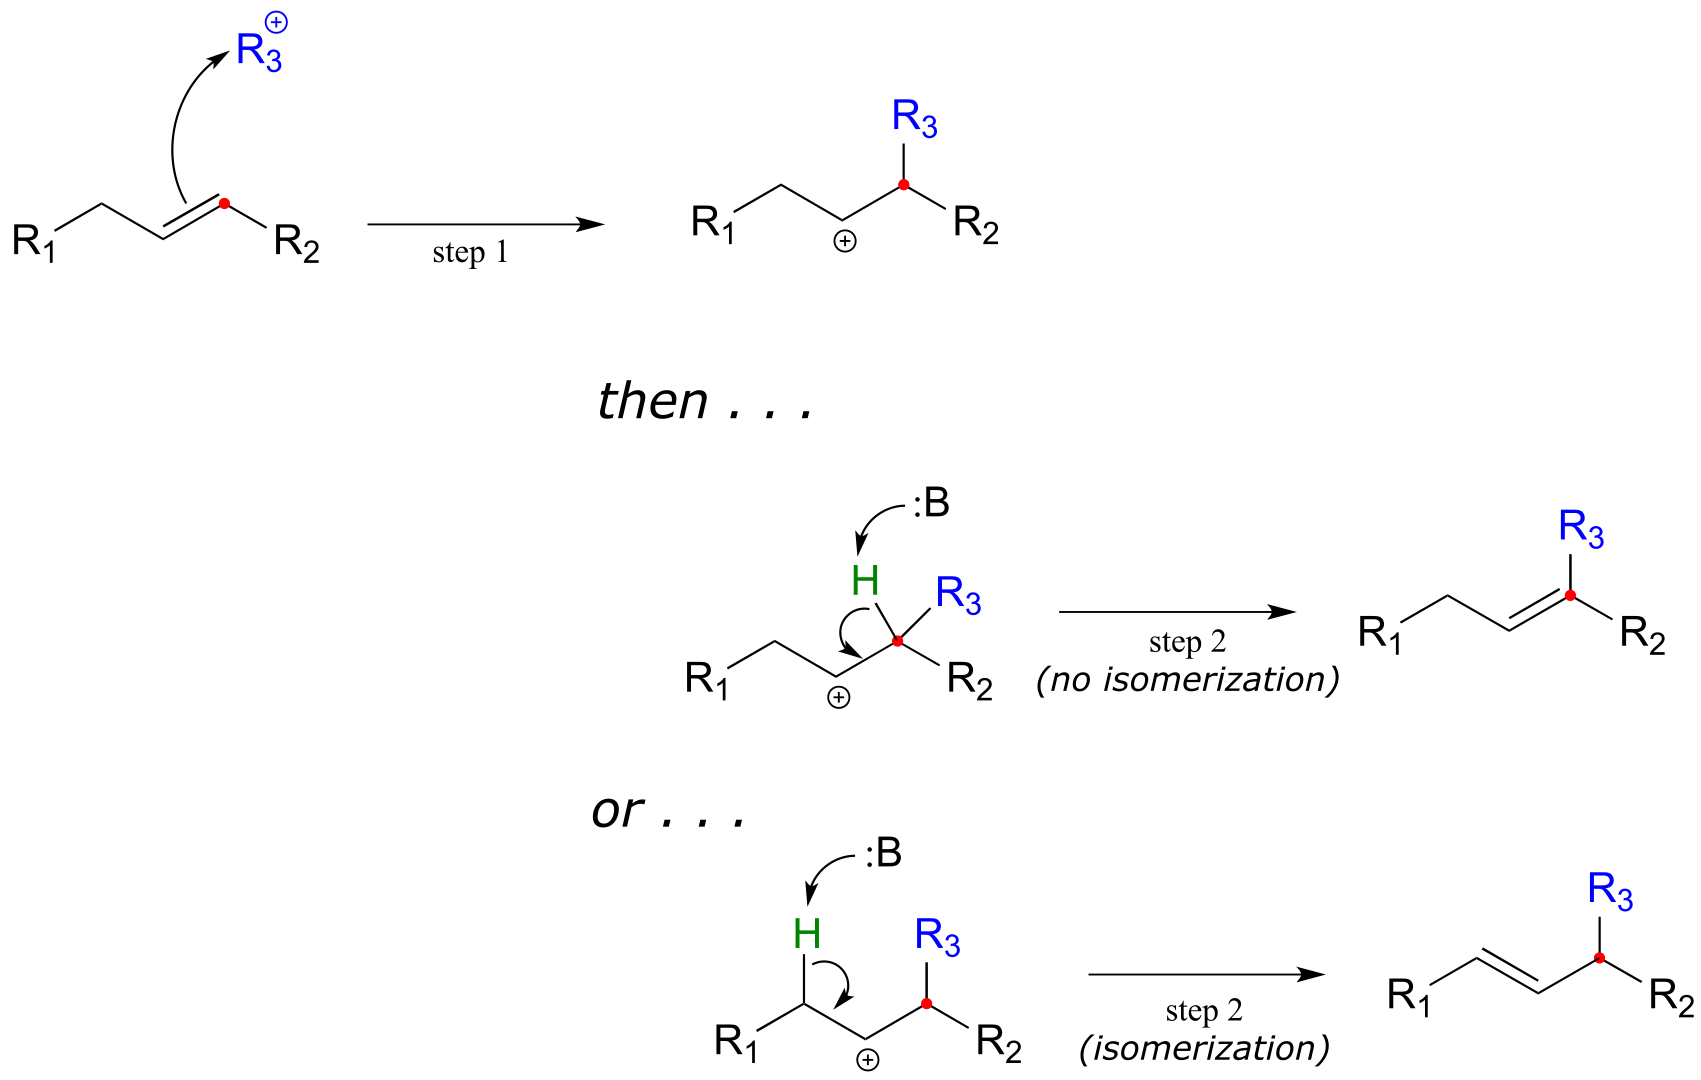 R3⊕
R1 R2
step 1
R3
R1 ⊕ R2
then . . .
:B
H R3
R1 ⊕ R2
step 2
(no isomerization)
R3
R1 R2
or . . .
:B
H R3
R1 ⊕ R2
step 2
(isomerization)
R3
R1 R2